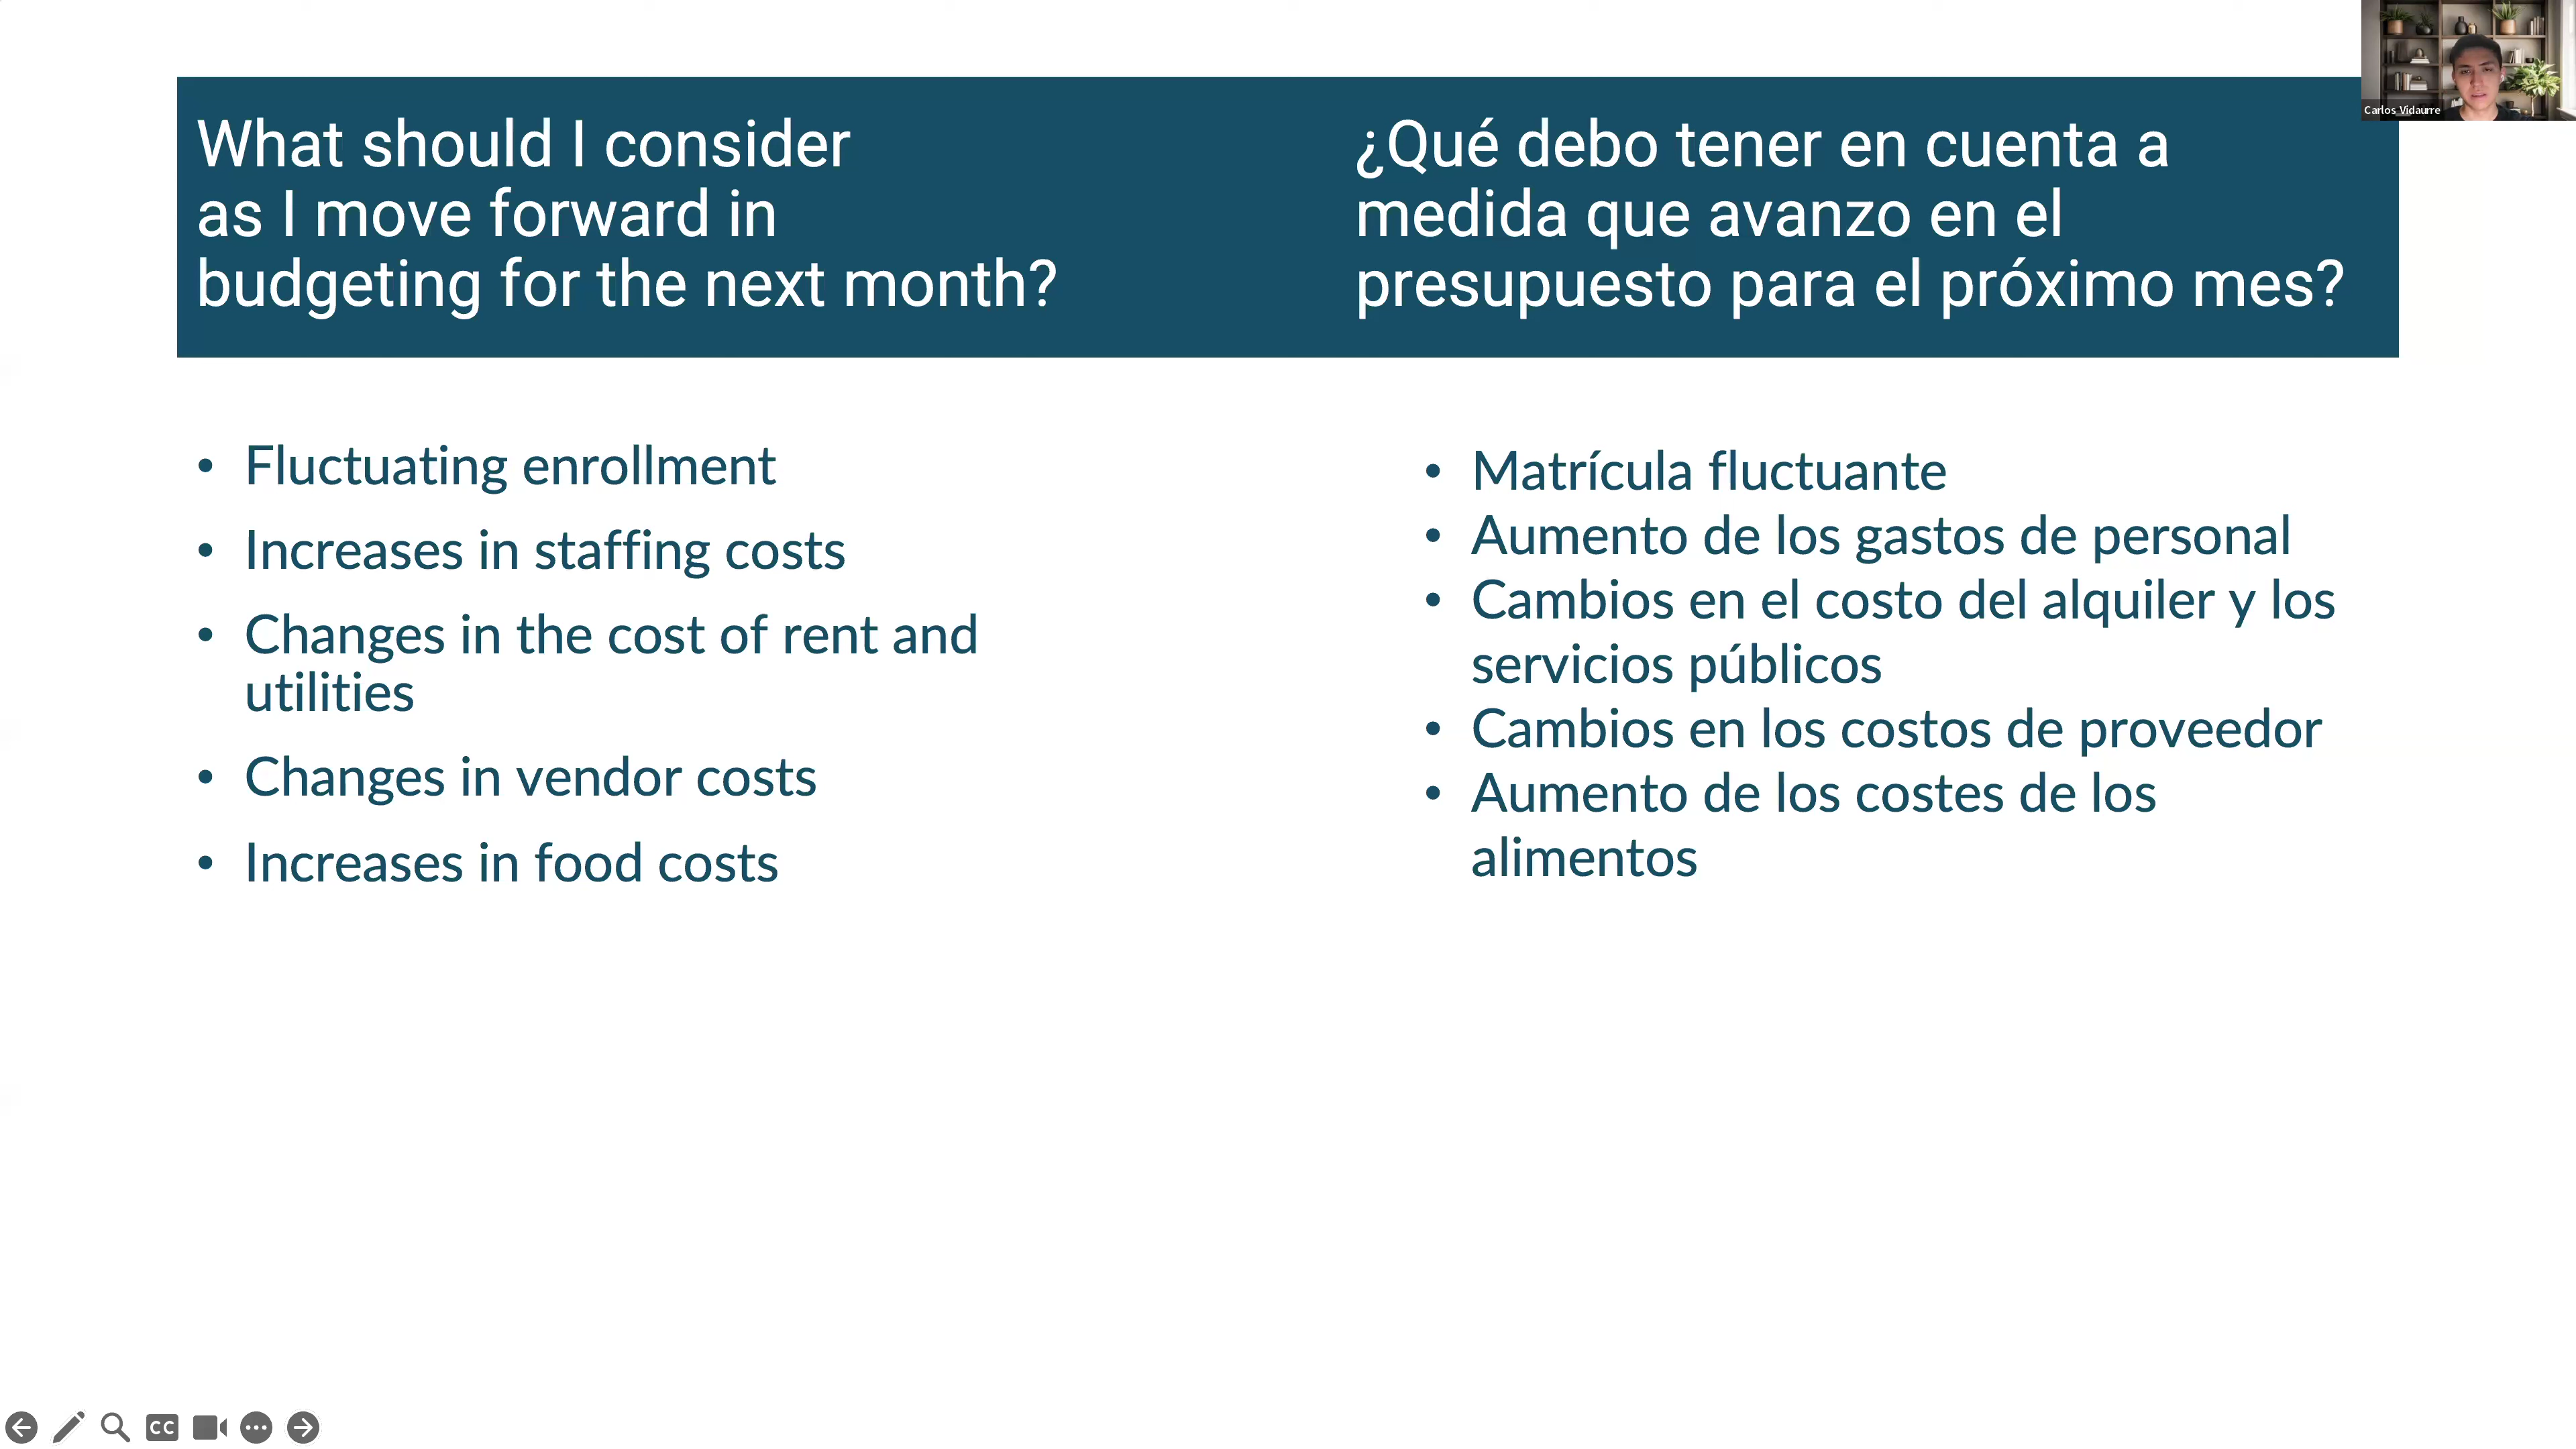 What should I consider
as I move forward in
budgeting for the next month?
¿Qué debo tener en cuenta a
medida que avanzo en el
presupuesto para el próximo mes?
Carlos Vidaurre
• Fluctuating enrollment
• Increases in staffing costs
• Changes in the cost of rent and
utilities
• Changes in vendor costs
• Increases in food costs
• Matrícula fluctuante
• Aumento de los gastos de personal
• Cambios en el costo del alquiler y los
servicios públicos
• Cambios en los costos de proveedor
• Aumento de los costes de los
alimentos
CC